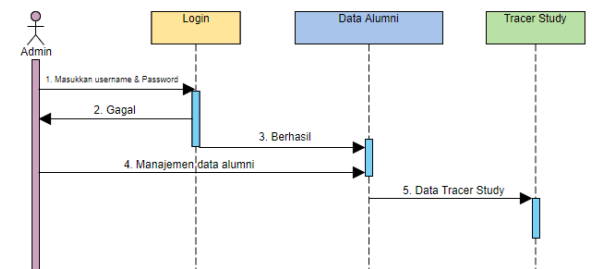 Login
Data Alumni
Tracer Study
Admin
1. Masukkan username & Password
2. Gagal
3. Berhasil
4. Manajemen data alumni
5. Data Tracer Study